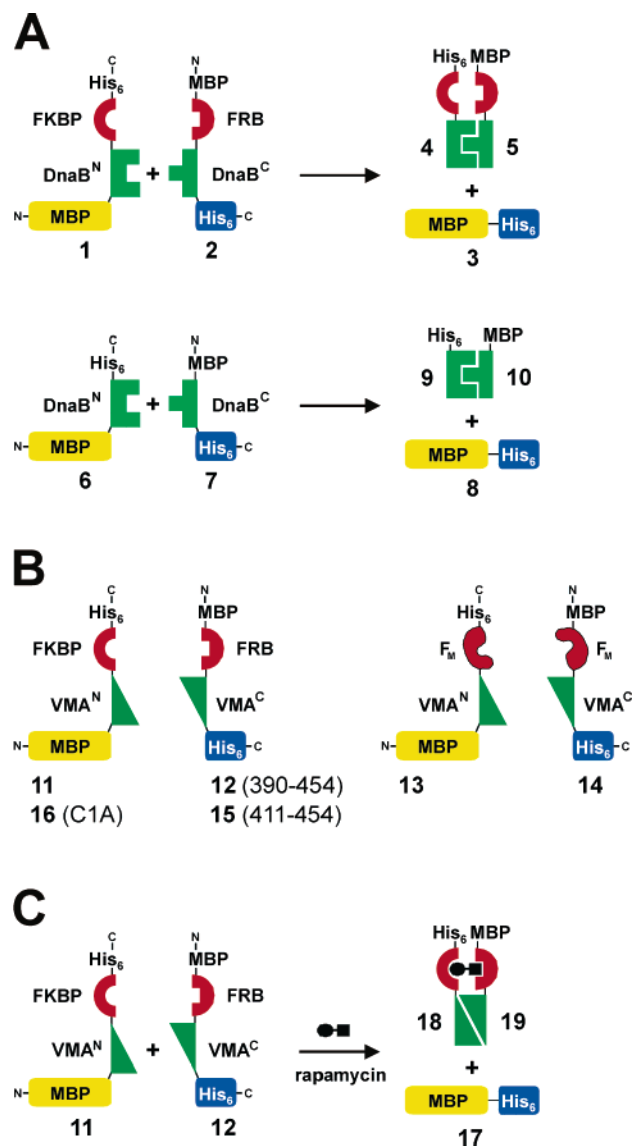 A
C N
His6 MBP His6 MBP
FKBP FRB
DnaB^N + DnaB^C 4 5
+
N- MBP His6 -C MBP His6
1 2 3
C N
His6 MBP His6 MBP
DnaB^N + DnaB^C 9 10
+
N- MBP His6 -C MBP His6
6 7 8
B
C N C N
His6 MBP His6 MBP
FKBP FRB FM FM
VMA^N VMA^C VMA^N VMA^C
N- MBP His6 -C N- MBP His6 -C
11 12 (390-454) 13 14
16 (C1A) 15 (411-454)
C
C N
His6 MBP His6 MBP
FKBP FRB
VMA^N + VMA^C rapamycin 18 19
+
N- MBP His6 -C MBP His6
11 12 17